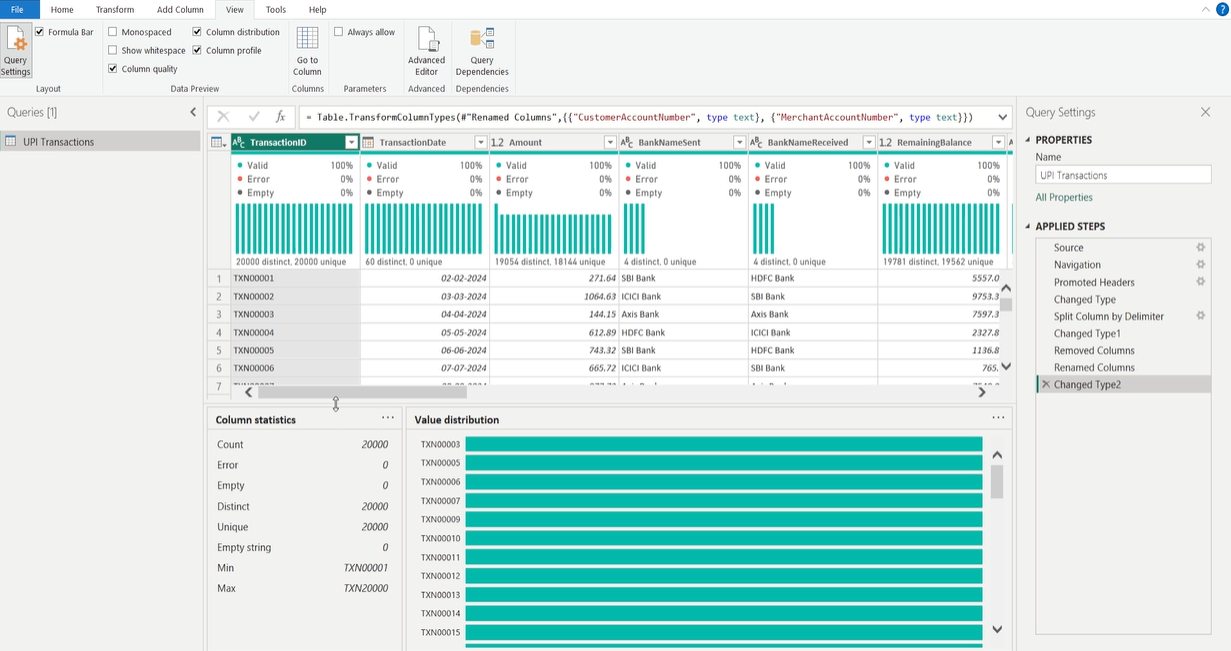 File Home Transform Add Column View Tools Help
Query Settings
Formula Bar
Layout
Monospaced
Show whitespace
Column quality
Column distribution
Column profile
Data Preview
Go to Column
Columns
Always allow
Parameters
Advanced Editor
Advanced
Query Dependencies
Dependencies
Queries [1]
UPI Transactions
fx = Table.TransformColumnTypes(#"Renamed Columns",{{"CustomerAccountNumber", type text}, {"MerchantAccountNumber", type text}})
TransactionID TransactionDate 1.2 Amount BankNameSent BankNameReceived 1.2 RemainingBalance
Valid 100% Valid 100% Valid 100% Valid 100% Valid 100% Valid 100%
Error 0% Error 0% Error 0% Error 0% Error 0% Error 0%
Empty 0% Empty 0% Empty 0% Empty 0% Empty 0% Empty 0%
20000 distinct, 20000 unique 60 distinct, 0 unique 19054 distinct, 18144 unique 4 distinct, 0 unique 4 distinct, 0 unique 19781 distinct, 19562 unique
1 TXN00001 02-02-2024 271.64 SBI Bank HDFC Bank 5557.0
2 TXN00002 03-03-2024 1064.63 ICICI Bank SBI Bank 9753.3
3 TXN00003 04-04-2024 144.15 Axis Bank Axis Bank 7597.3
4 TXN00004 05-05-2024 612.89 HDFC Bank ICICI Bank 2327.8
5 TXN00005 06-06-2024 743.32 SBI Bank HDFC Bank 1136.8
6 TXN00006 07-07-2024 665.72 ICICI Bank SBI Bank 765.
7
Column statistics
Count 20000
Error 0
Empty 0
Distinct 20000
Unique 20000
Empty string 0
Min TXN00001
Max TXN20000
Value distribution
TXN00003
TXN00005
TXN00006
TXN00007
TXN00009
TXN00010
TXN00011
TXN00012
TXN00013
TXN00014
TXN00015
Query Settings
PROPERTIES
Name
UPI Transactions
All Properties
APPLIED STEPS
Source
Navigation
Promoted Headers
Changed Type
Split Column by Delimiter
Changed Type1
Removed Columns
Renamed Columns
Changed Type2